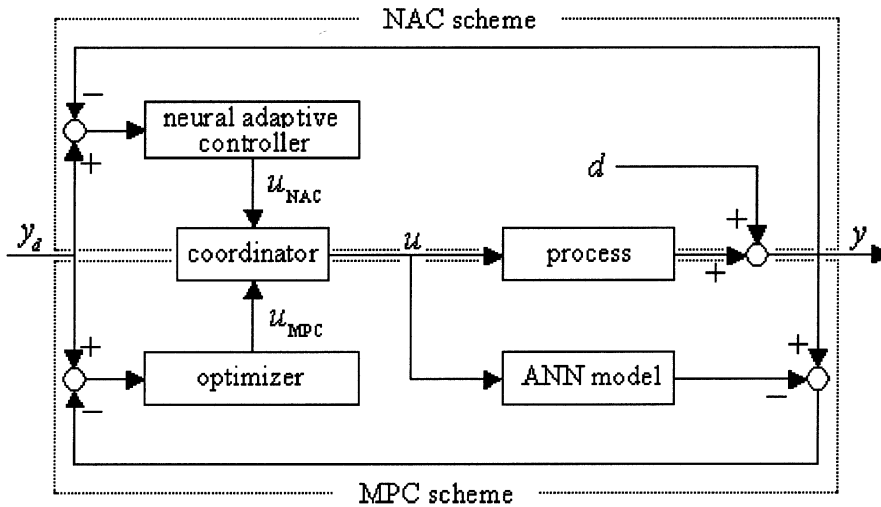 NAC scheme
−
neural adaptive
controller
+
u_NAC
d
+
y_d
coordinator
u
process
+
y
u_MPC
+
optimizer
−
ANN model
+
−
MPC scheme